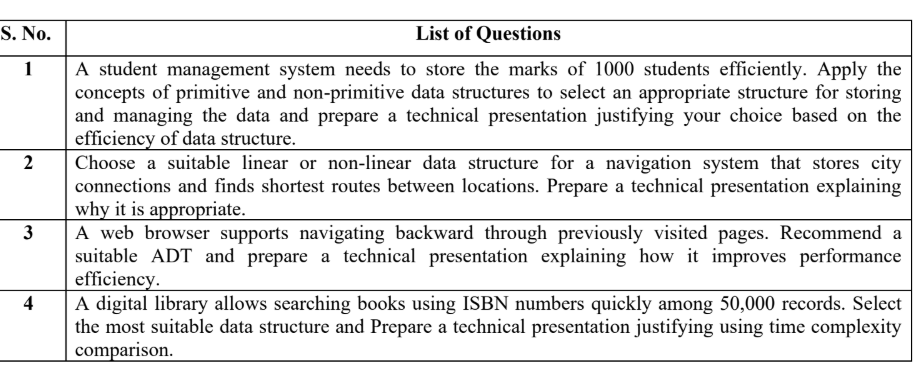 S. No. List of Questions
1 A student management system needs to store the marks of 1000 students efficiently. Apply the
concepts of primitive and non-primitive data structures to select an appropriate structure for storing
and managing the data and prepare a technical presentation justifying your choice based on the
efficiency of data structure.
2 Choose a suitable linear or non-linear data structure for a navigation system that stores city
connections and finds shortest routes between locations. Prepare a technical presentation explaining
why it is appropriate.
3 A web browser supports navigating backward through previously visited pages. Recommend a
suitable ADT and prepare a technical presentation explaining how it improves performance
efficiency.
4 A digital library allows searching books using ISBN numbers quickly among 50,000 records. Select
the most suitable data structure and Prepare a technical presentation justifying using time complexity
comparison.